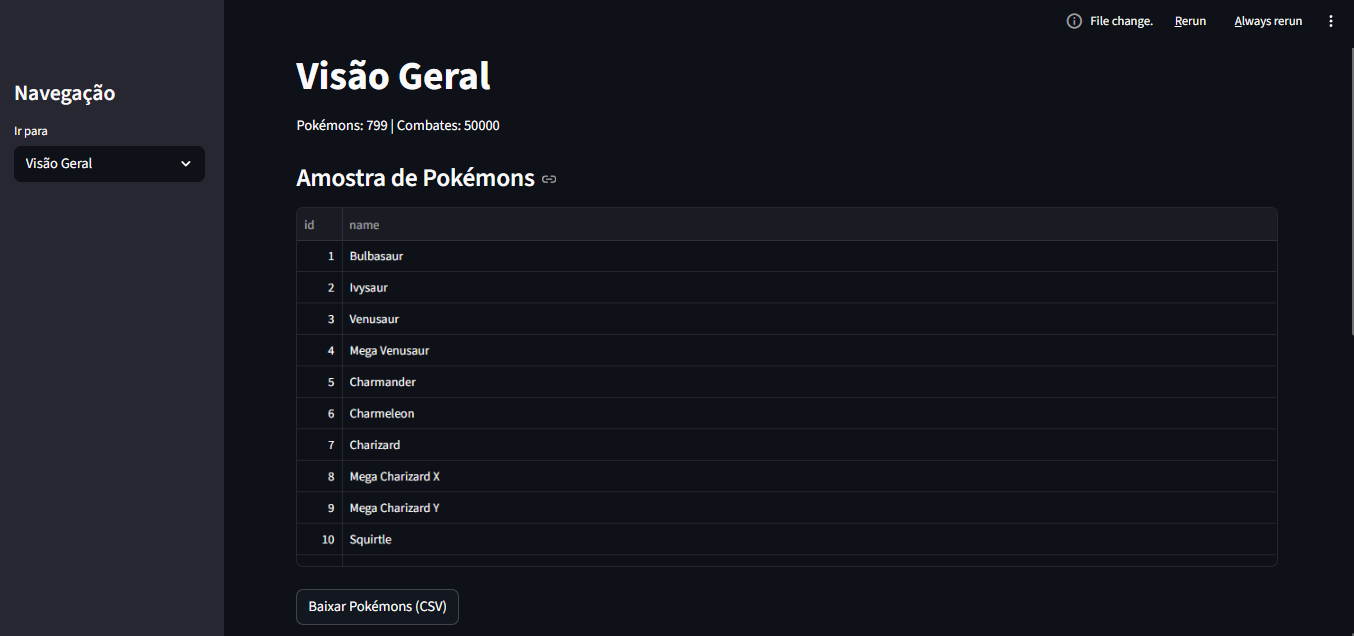 File change. Rerun Always rerun
Navegação
Ir para
Visão Geral
Visão Geral
Pokémons: 799 | Combates: 50000
Amostra de Pokémons
id name
1 Bulbasaur
2 Ivysaur
3 Venusaur
4 Mega Venusaur
5 Charmander
6 Charmeleon
7 Charizard
8 Mega Charizard X
9 Mega Charizard Y
10 Squirtle
Baixar Pokémons (CSV)